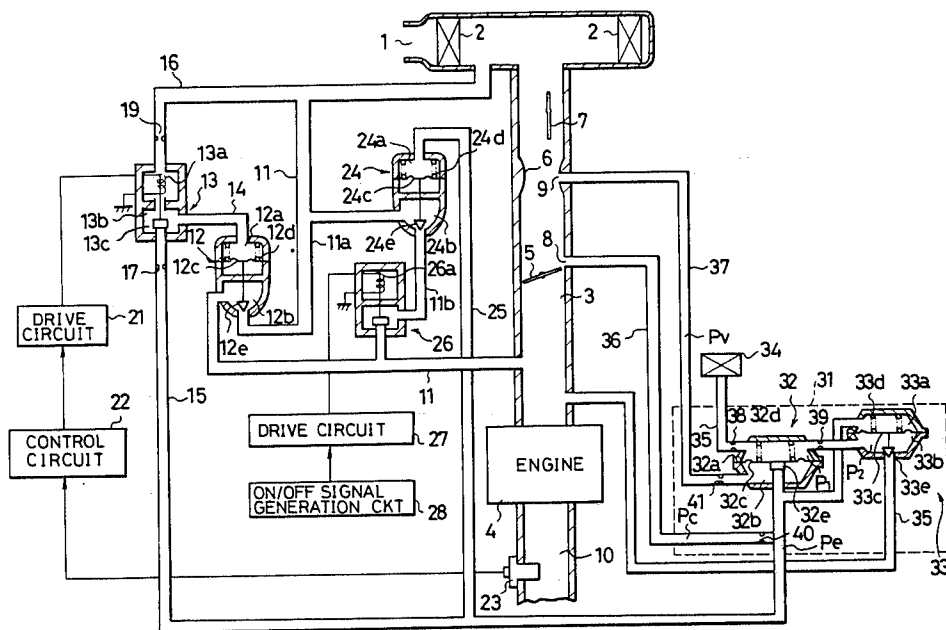 1
2
2
16
7
19
24a
24d
13a
24
6
13
14
11
24c
9
13b
12a
13c
12
12d
24e
24b
8
17
12c
11a
5
26a
37
12b
11b
3
DRIVE CIRCUIT
21
12e
26
25
36
Pv
34
15
11
31
33d
33a
32
38
32d
39
22
DRIVE CIRCUIT
27
35
CONTROL CIRCUIT
32a
33b
ENGINE
P1
P2
33e
ON/OFF SIGNAL GENERATION CKT
28
41
32c
33c
32b
32e
35
4
Pc
40
10
Pe
33
23